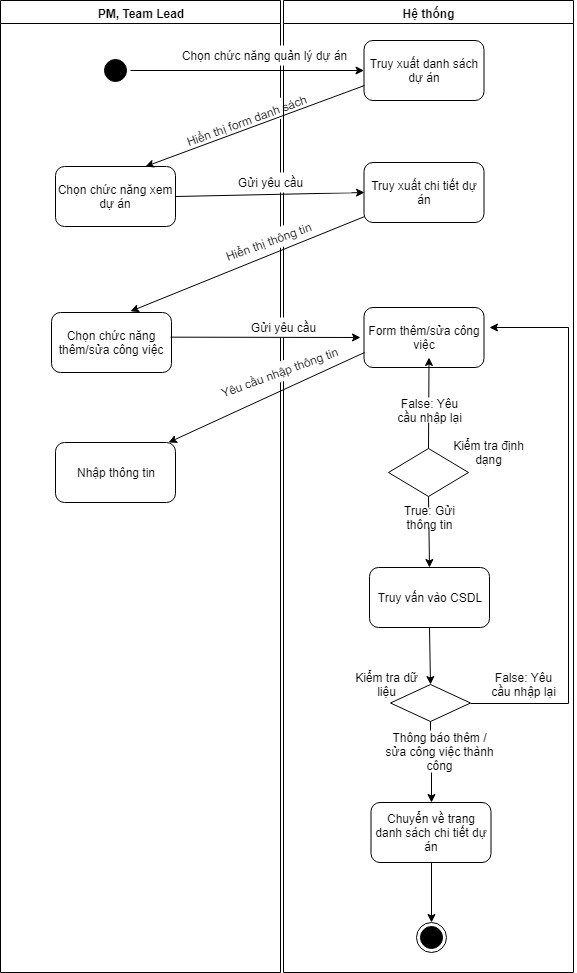 PM, Team Lead
Hệ thống
Chọn chức năng quản lý dự án
Truy xuất danh sách
dự án
Hiển thị form danh sách
Chọn chức năng xem
dự án
Gửi yêu cầu
Truy xuất chi tiết dự
án
Hiển thị thông tin
Chọn chức năng
thêm/sửa công việc
Gửi yêu cầu
Form thêm/sửa công
việc
Yêu cầu nhập thông tin
False: Yêu
cầu nhập lại
Kiểm tra định
dạng
Nhập thông tin
True: Gửi
thông tin
Truy vấn vào CSDL
Kiểm tra dữ
liệu
False: Yêu
cầu nhập lại
Thông báo thêm /
sửa công việc thành
công
Chuyển về trang
danh sách chi tiết dự
án